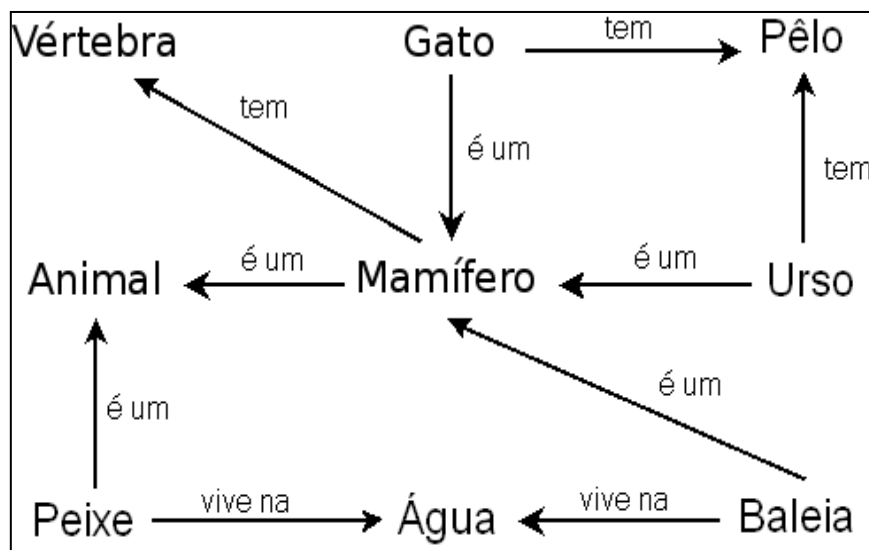 Vértebra
Gato
tem
Pêlo
tem
é um
tem
Animal
é um
Mamífero
é um
Urso
é um
é um
Peixe
vive na
Água
vive na
Baleia